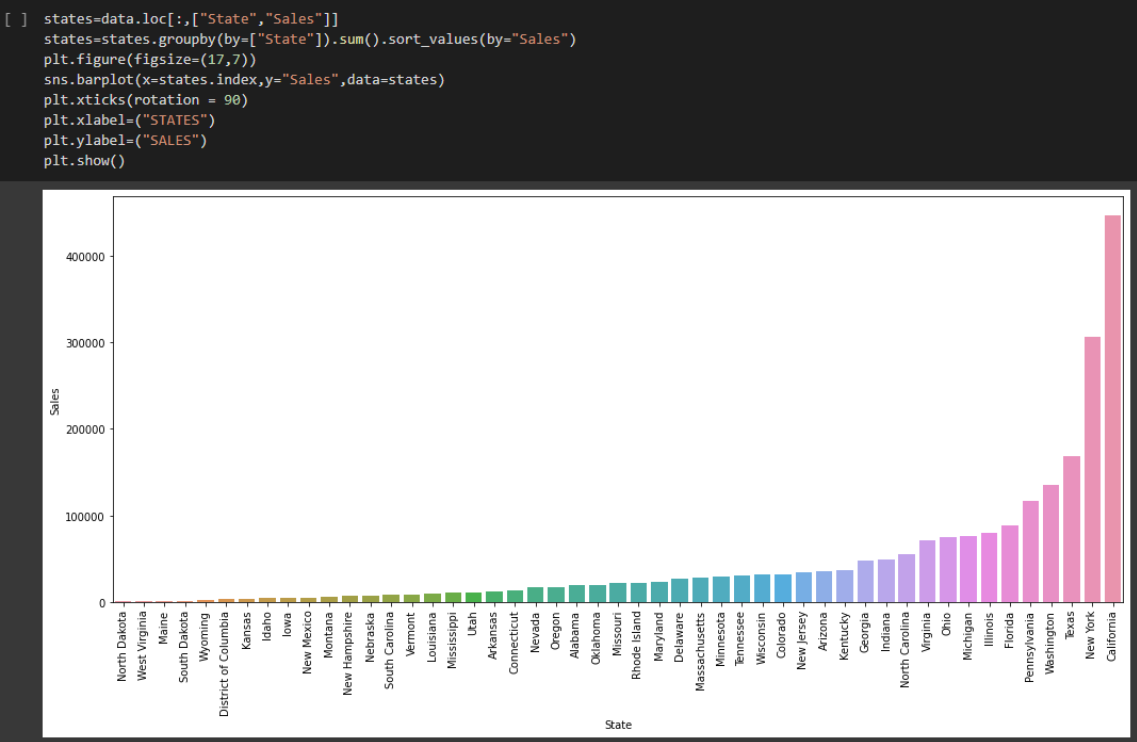 [ ] states=data.loc[:,["State","Sales"]]
states=states.groupby(by=["State"]).sum().sort_values(by="Sales")
plt.figure(figsize=(17,7))
sns.barplot(x=states.index,y="Sales",data=states)
plt.xticks(rotation = 90)
plt.xlabel=("STATES")
plt.ylabel=("SALES")
plt.show()
400000
300000
200000
100000
0
Sales
North Dakota
West Virginia
Maine
South Dakota
Wyoming
District of Columbia
Kansas
Idaho
Iowa
New Mexico
Montana
New Hampshire
Nebraska
South Carolina
Vermont
Louisiana
Mississippi
Utah
Arkansas
Connecticut
Nevada
Oregon
Alabama
Oklahoma
Missouri
Rhode Island
Maryland
Delaware
Massachusetts
Minnesota
Tennessee
Wisconsin
Colorado
New Jersey
Arizona
Kentucky
Georgia
Indiana
North Carolina
Virginia
Ohio
Michigan
Illinois
Florida
Pennsylvania
Washington
Texas
New York
California
State